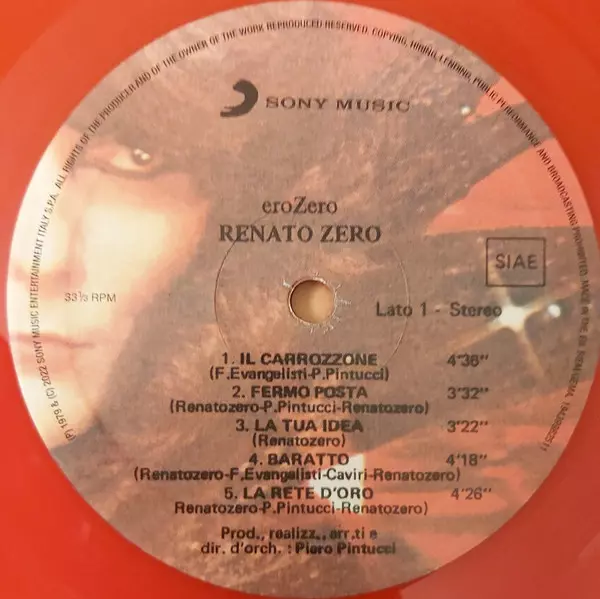 ALL RIGHTS OF THE PRODUCER AND OF THE OWNER OF THE WORK REPRODUCED RESERVED. COPYING, HIRING, LENDING, PUBLIC PERFORMANCE AND BROADCASTING PROHIBITED. MADE IN THE EU. BIEM/GEMA.
(P) 1979 & (C) 2022 SONY MUSIC ENTERTAINMENT ITALY S.P.A.
SONY MUSIC
eroZero
RENATO ZERO
SIAE
33⅓ RPM
Lato 1 - Stereo
1. IL CARROZZONE 4"36''
(F.Evangelisti-P.Pintucci)
2. FERMO POSTA 3'32''
(Renatozero-P.Pintucci-Renatozero)
3. LA TUA IDEA 3'22''
(Renatozero)
4. BARATTO 4'18''
(Renatozero-F.Evangelisti-Caviri-Renatozero)
5. LA RETE D'ORO 4'26''
Renatozero-P.Pintucci-Renatozero)
Prod., realizz., arr.ti e
dir. d'orch. : Piero Pintucci